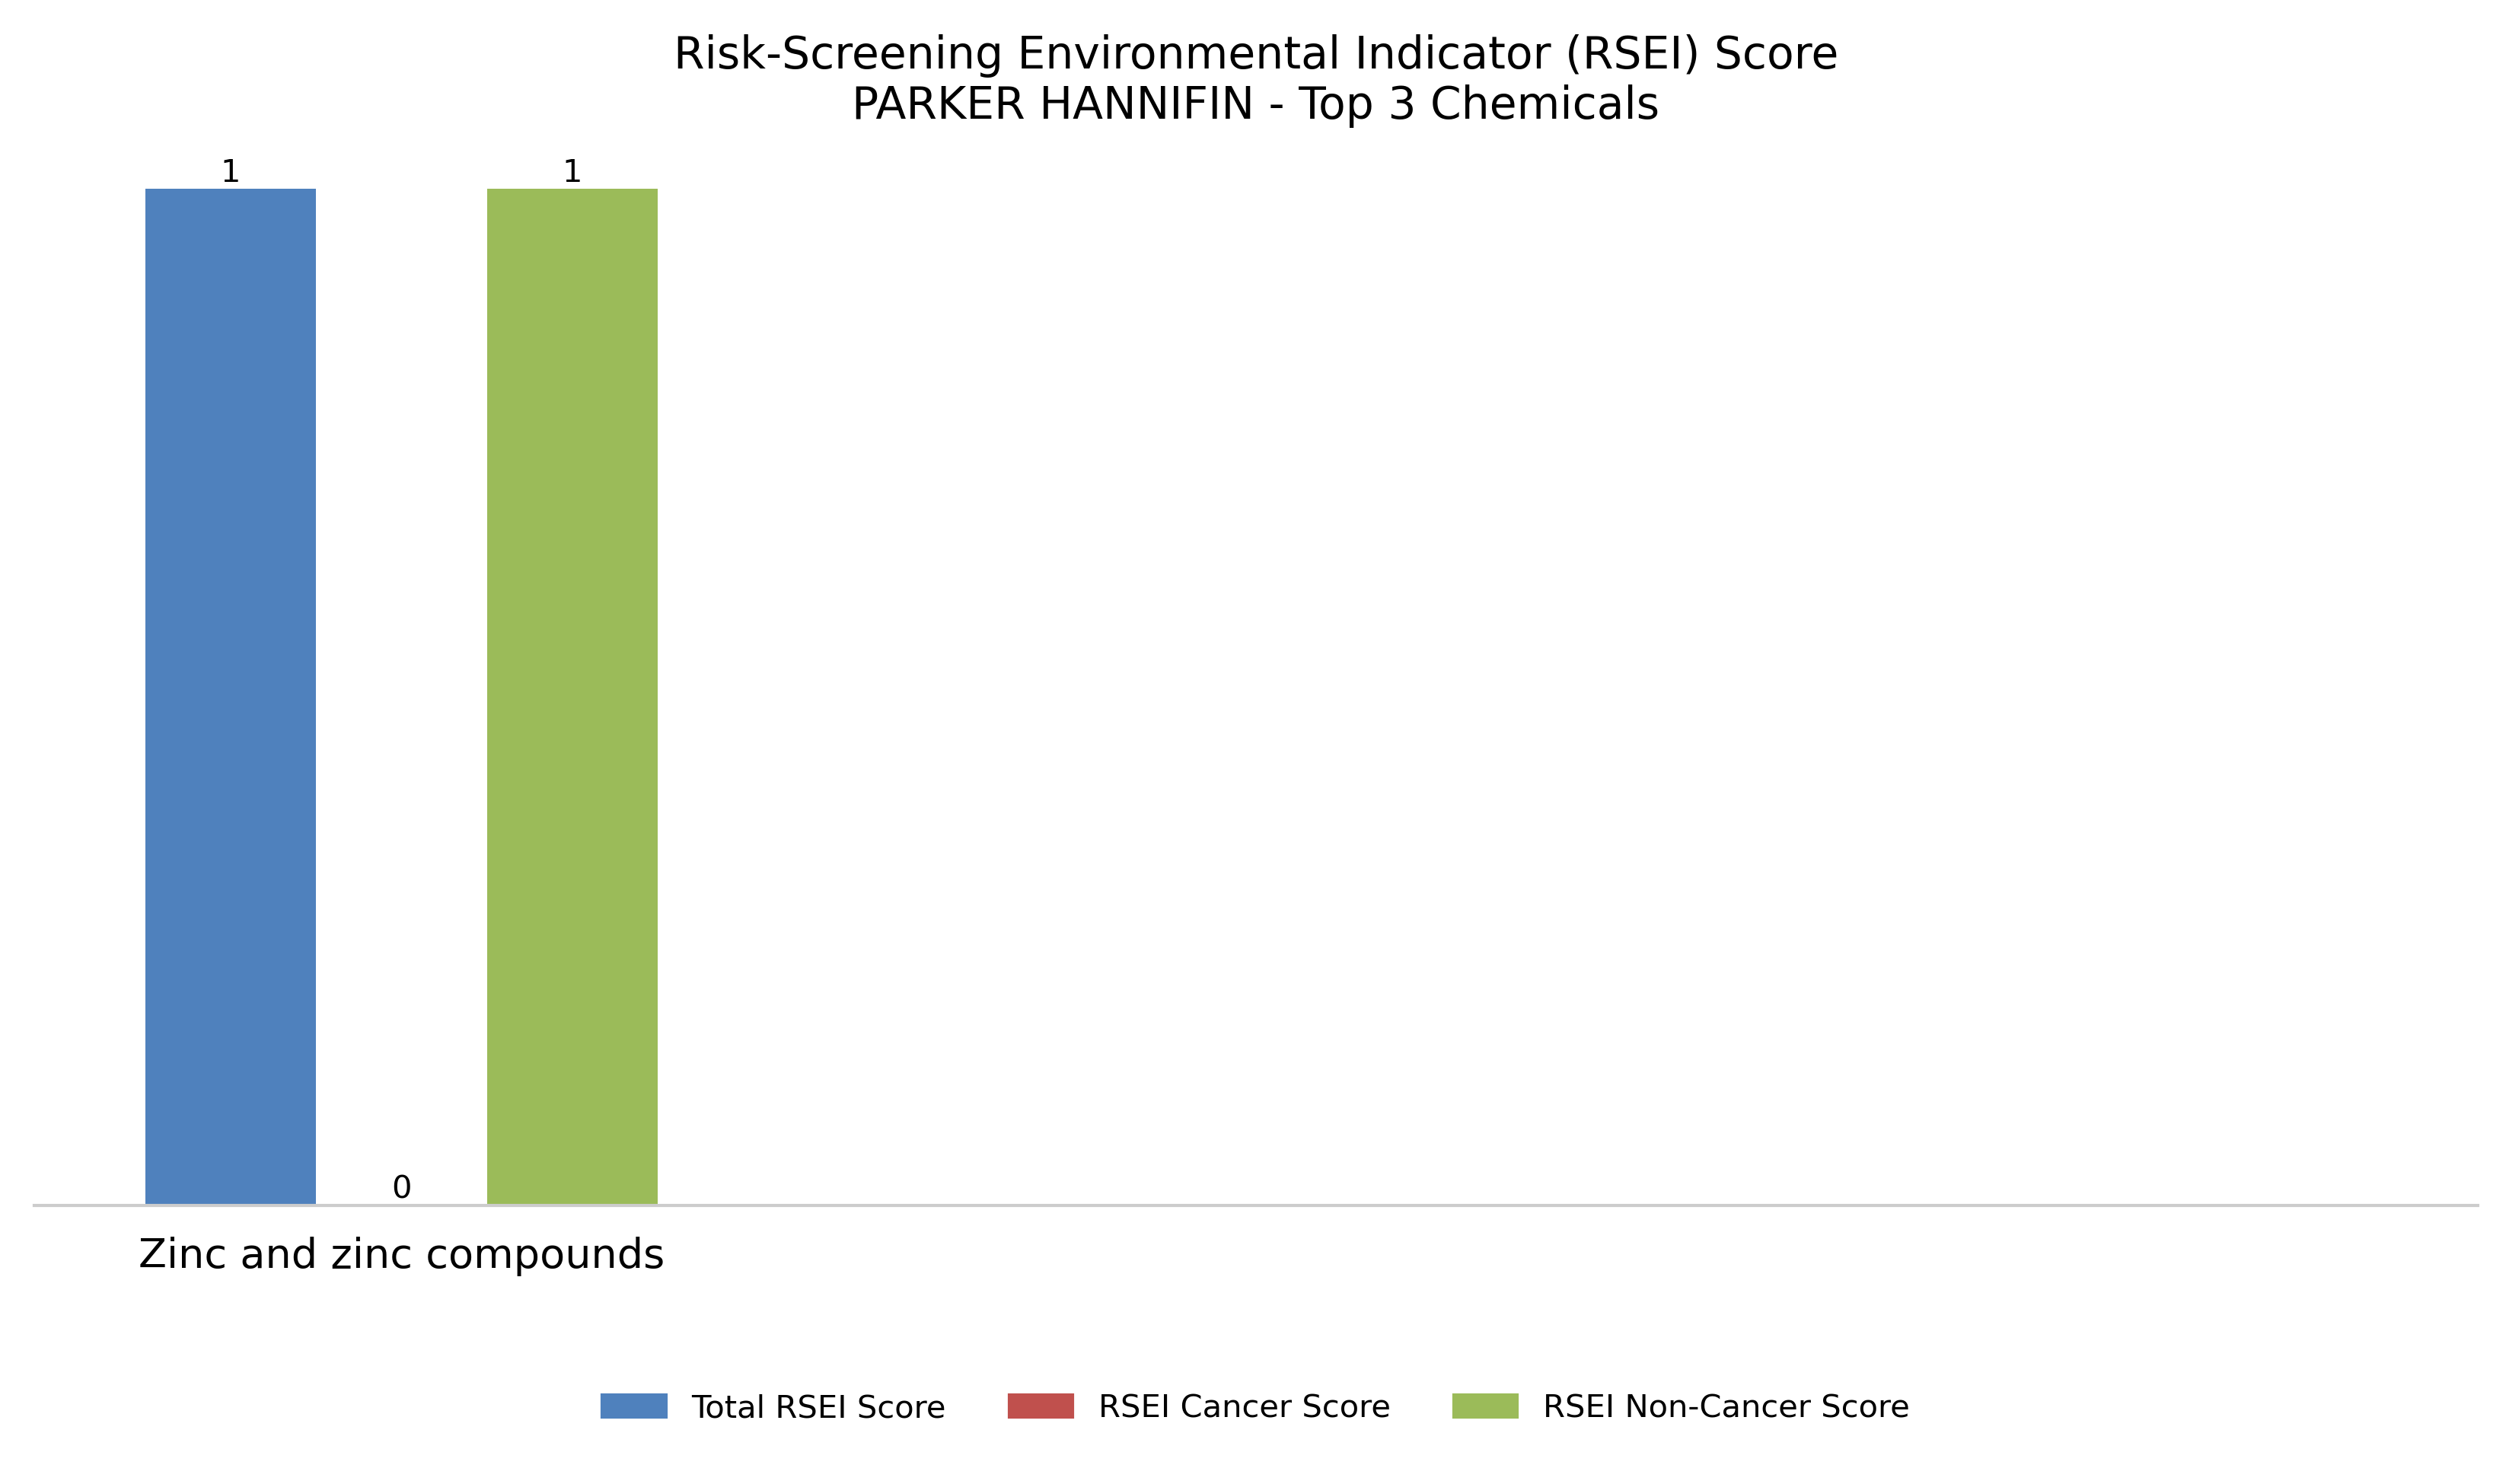 Risk-Screening Environmental Indicator (RSEI) Score
PARKER HANNIFIN - Top 3 Chemicals
1
1
0
Zinc and zinc compounds
Total RSEI Score
RSEI Cancer Score
RSEI Non-Cancer Score